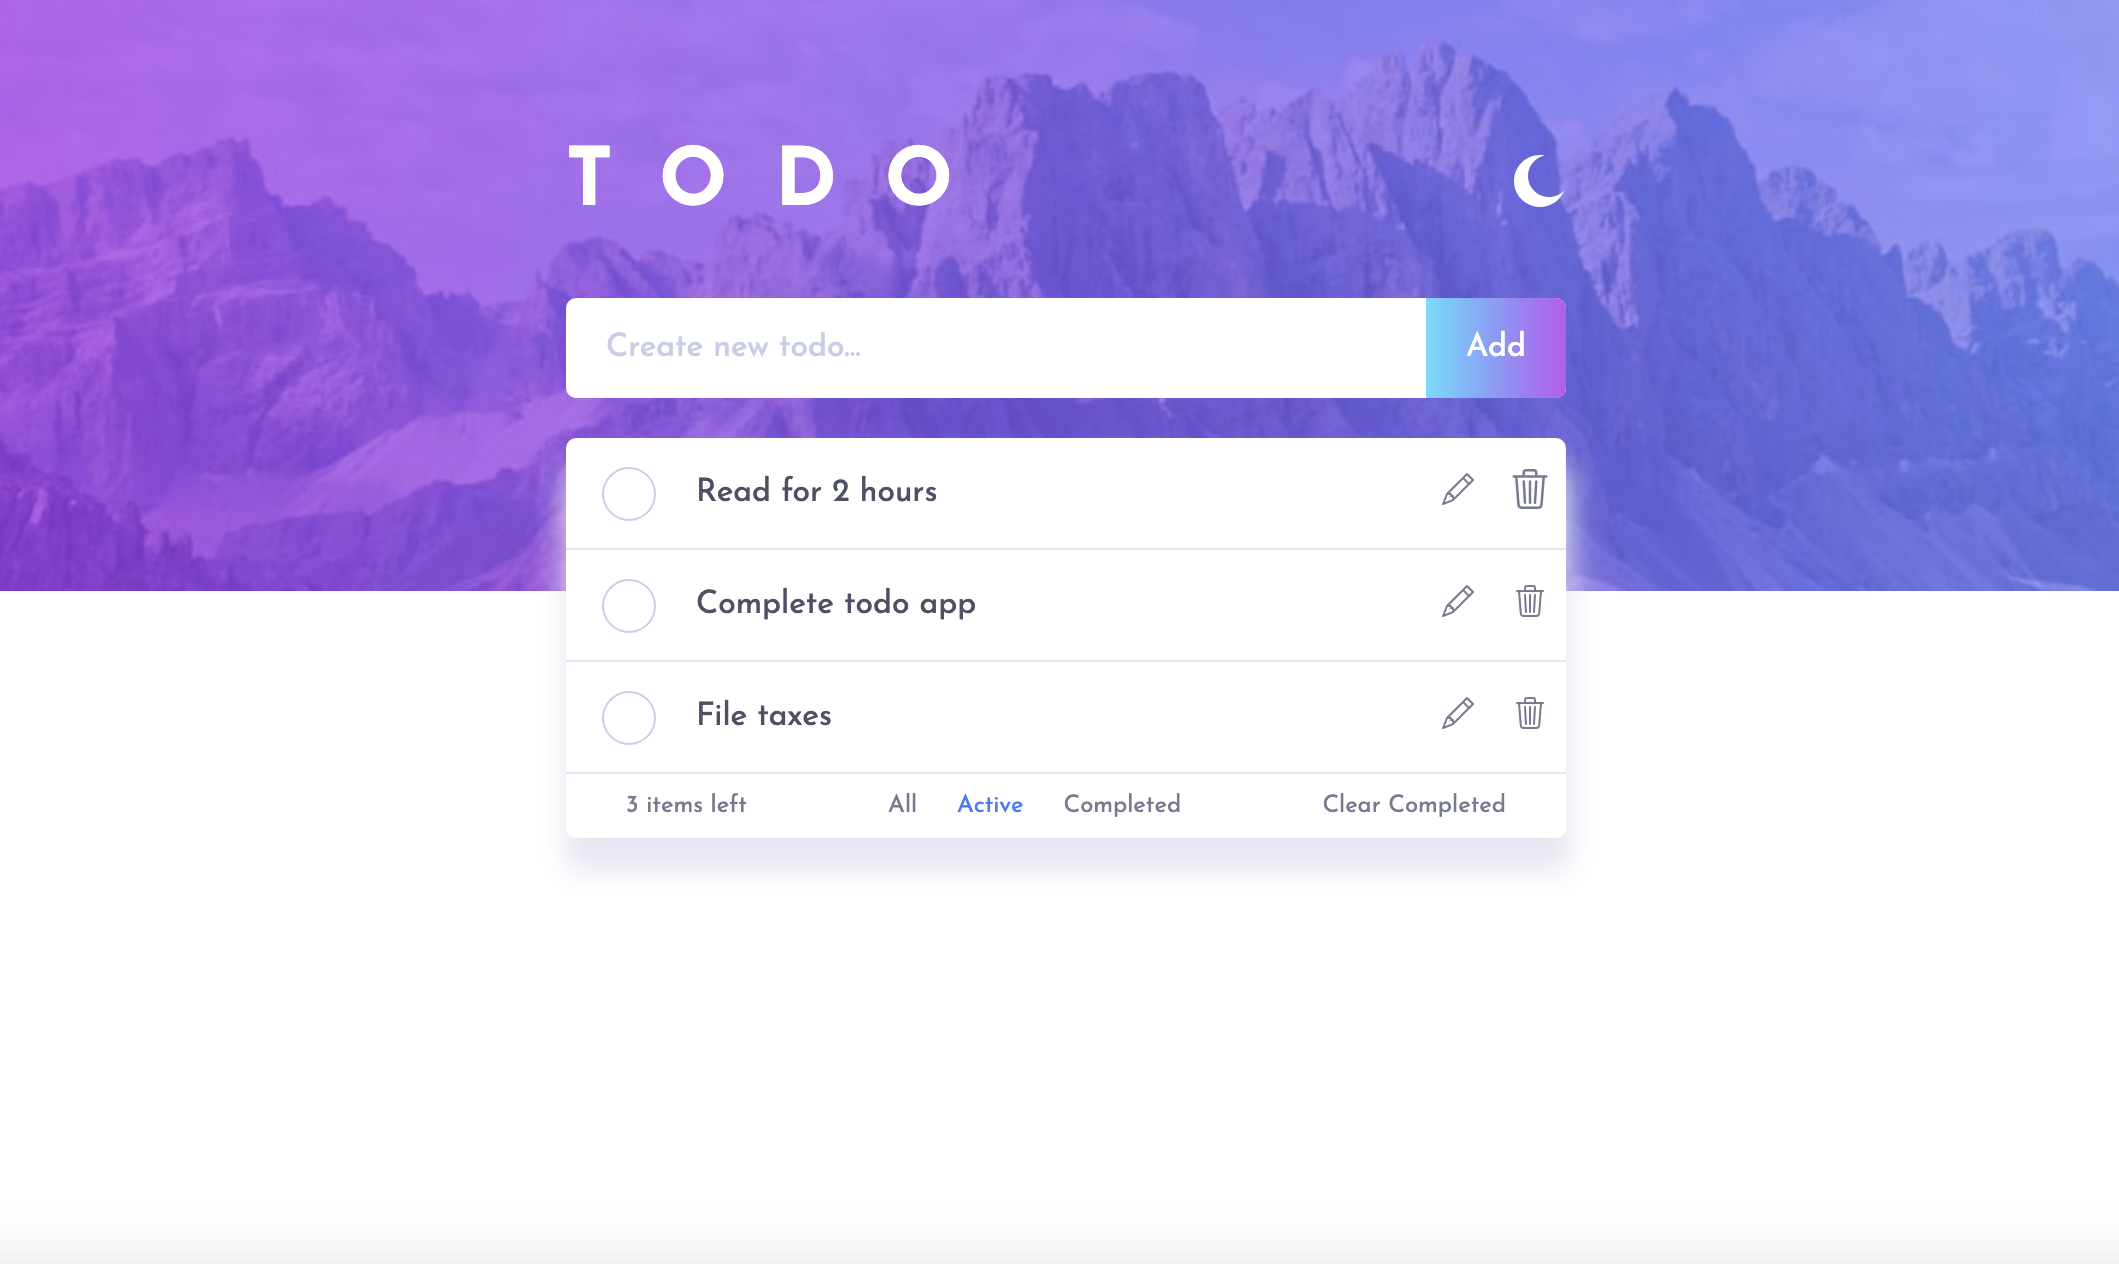 TODO
Create new todo...
Add
Read for 2 hours
Complete todo app
File taxes
3 items left All Active Completed Clear Completed